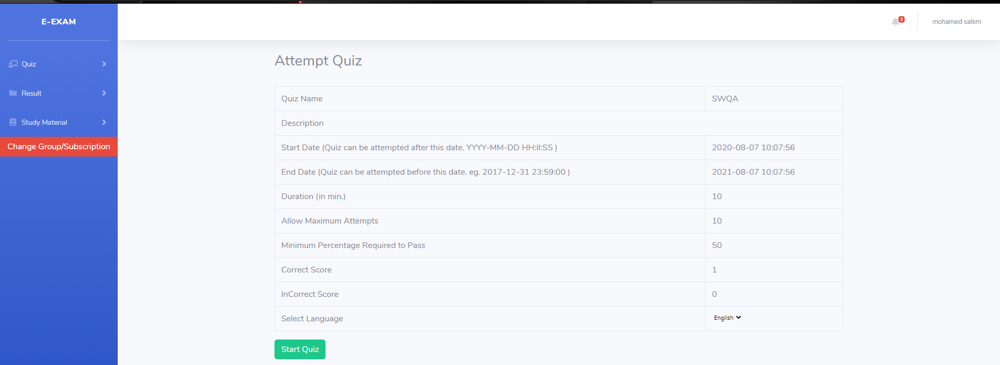 E-EXAM
2
mohamed salem
Quiz
Result
Study Material
Change Group/Subscription
Attempt Quiz
Quiz Name SWQA
Description
Start Date (Quiz can be attempted after this date. YYYY-MM-DD HH:II:SS ) 2020-08-07 10:07:56
End Date (Quiz can be attempted before this date. eg. 2017-12-31 23:59:00 ) 2021-08-07 10:07:56
Duration (in min.) 10
Allow Maximum Attempts 10
Minimum Percentage Required to Pass 50
Correct Score 1
InCorrect Score 0
Select Language English
Start Quiz